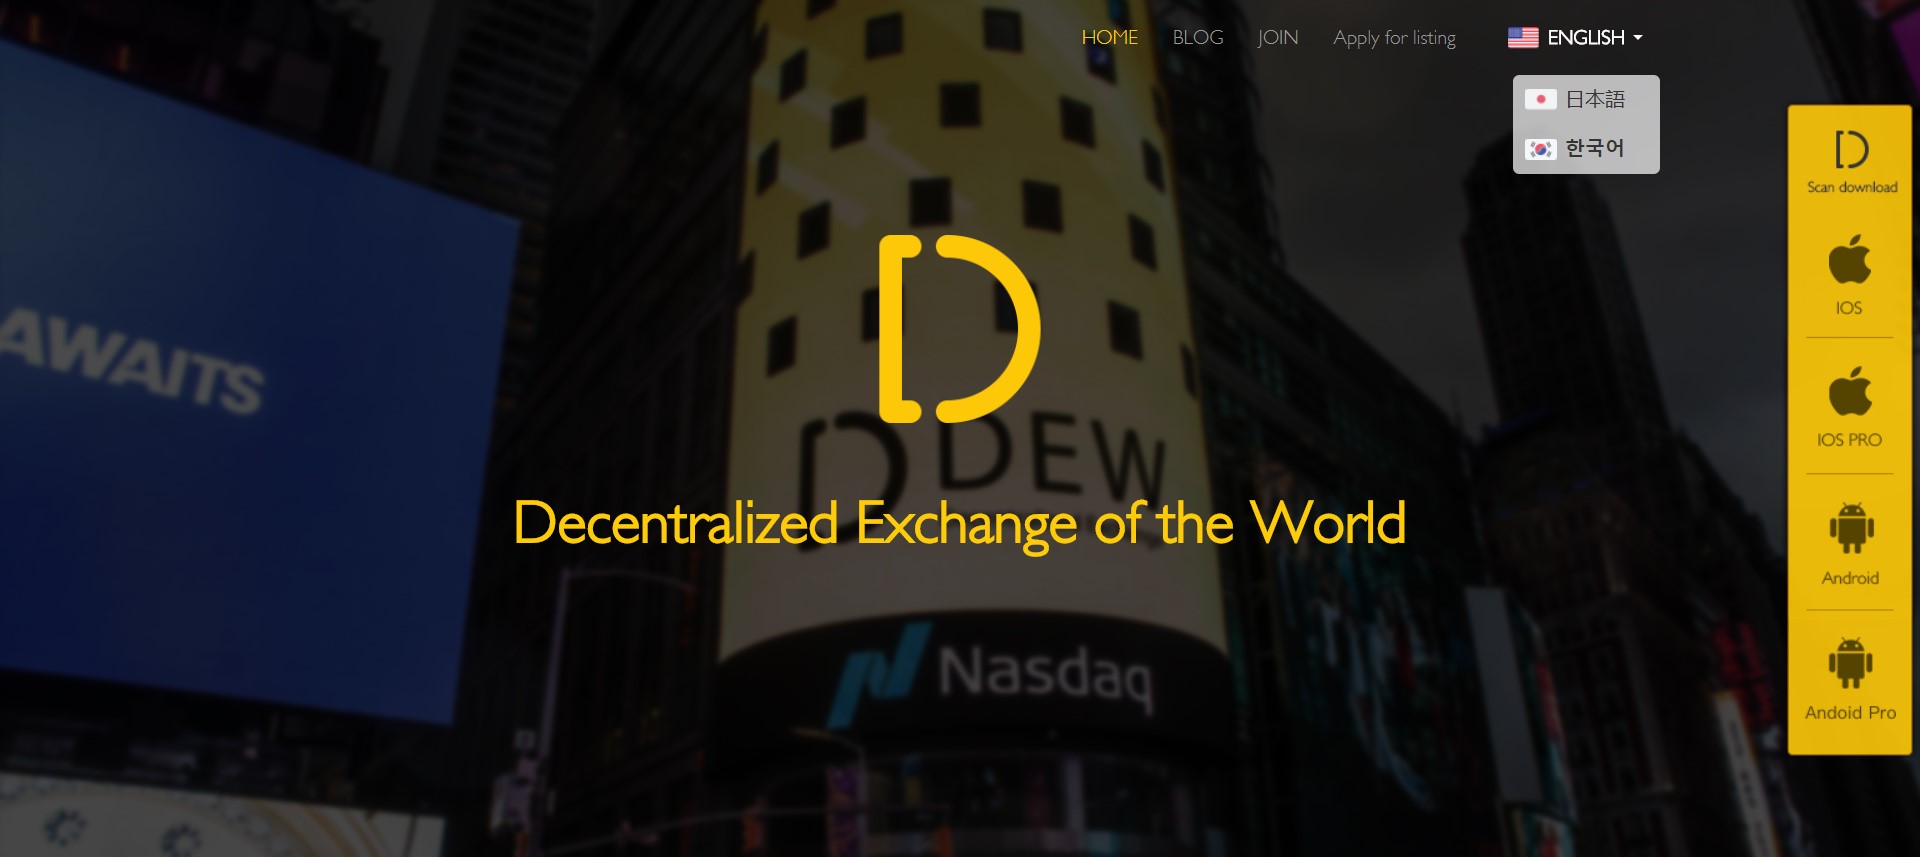 HOME BLOG JOIN Apply for listing ENGLISH
日本語
한국어
Scan download
IOS
IOS PRO
Android
Andoid Pro
AWAITS
DEW
Decentralized Exchange of the World
Nasdaq